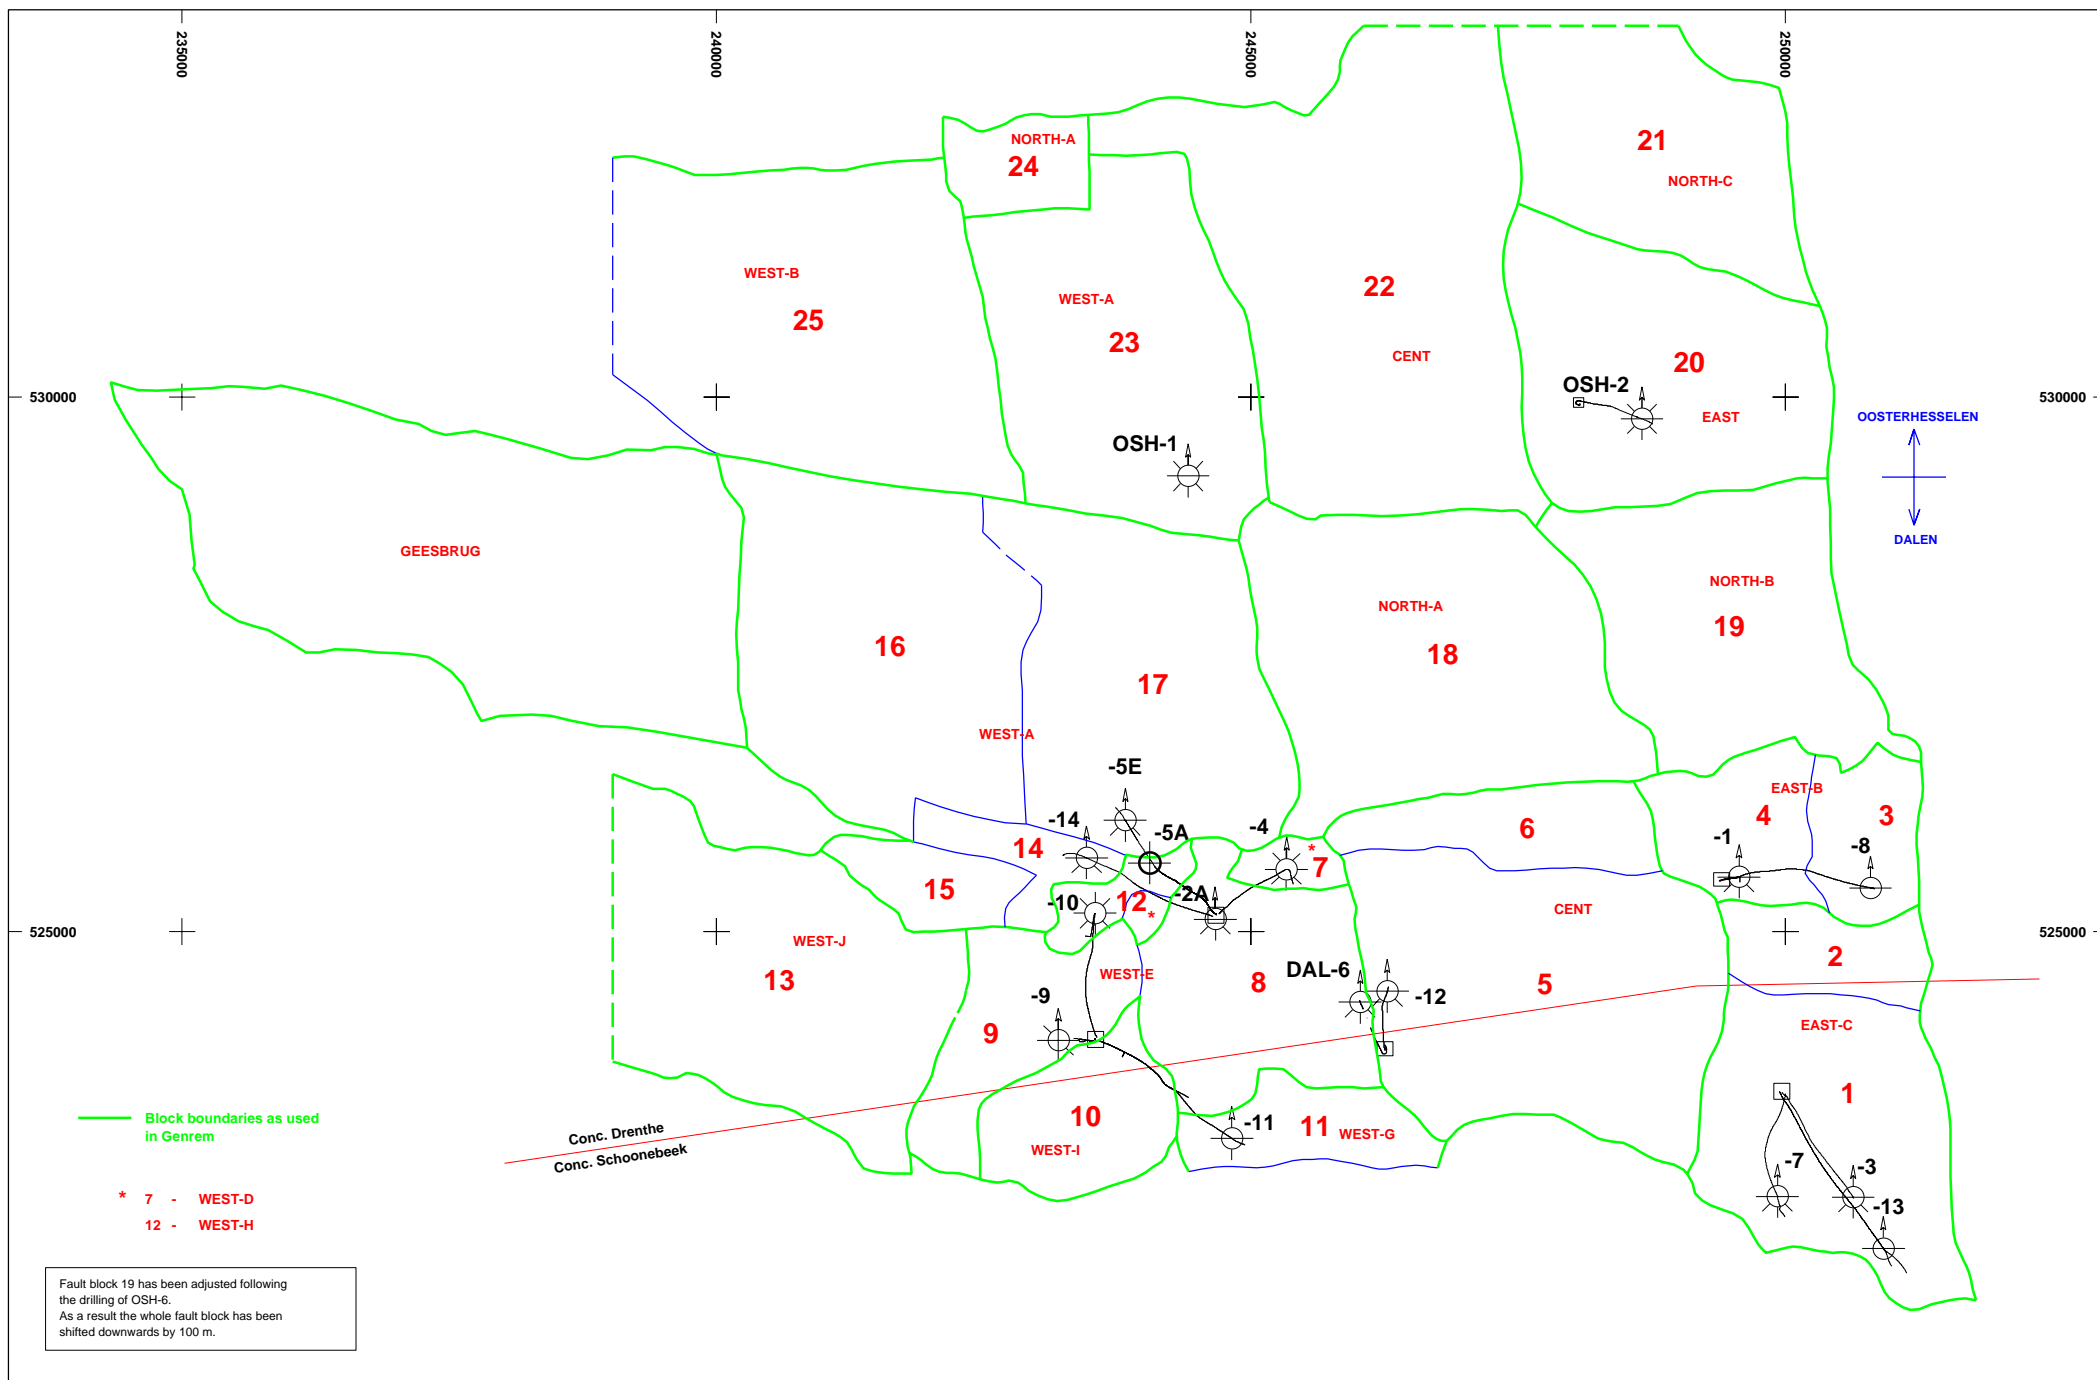 235000
240000
245000
250000
NORTH-A
24
21
NORTH-C
WEST-B
25
WEST-A
23
22
CENT
20
EAST
OSH-2
OSH-1
530000
530000
OOSTERHESSELEN
DALEN
GEESBRUG
16
17
WEST-A
NORTH-A
18
NORTH-B
19
-5E
-14
-5A
-4
14
15
*
7
6
EAST-B
4
3
-1
-8
-10
12
*
-2A
CENT
525000
525000
WEST-J
13
WEST-E
8
DAL-6
-12
5
2
-9
9
EAST-C
1
10
WEST-I
-11
11
WEST-G
-7
-3
-13
Conc. Drenthe
Conc. Schoonebeek
Block boundaries as used
in Genrem
* 7 - WEST-D
12 - WEST-H
Fault block 19 has been adjusted following
the drilling of OSH-6.
As a result the whole fault block has been
shifted downwards by 100 m.